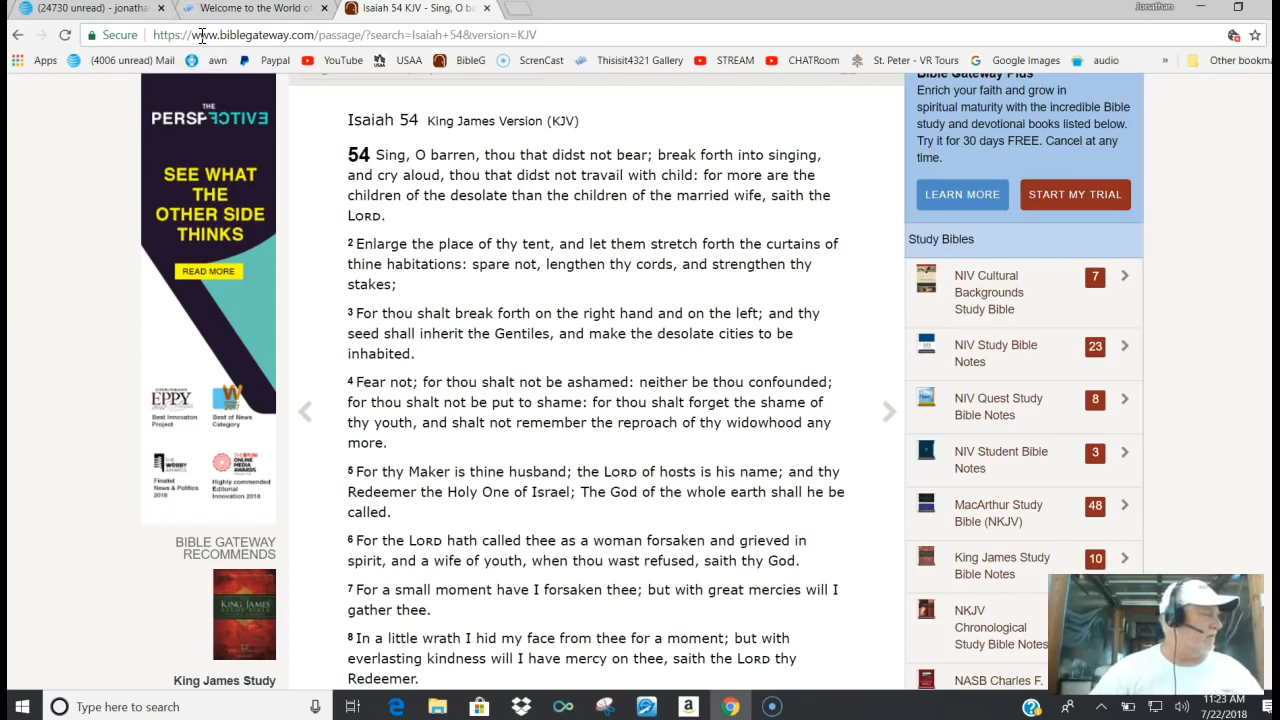 (24730 unread) - jonatha
Welcome to the World of
Isaiah 54 KJV - Sing, O ba
Jonathan
Secure
https://www.biblegateway.com/passage/?search=Isaiah+54&version=KJV
Apps
(4006 unread) Mail
awn
Paypal
YouTube
USAA
BibleG
ScrenCast
Thisisit4321 Gallery
STREAM
CHATRoom
St. Peter - VR Tours
Google Images
audio
»
Other bookm
THE
PERSPECTIVE
SEE WHAT
THE
OTHER SIDE
THINKS
READ MORE
EPPY
Best Innovation
Project
W
2017
Best of News
Category
THE WEBBY
AWARDS
Finalist
News & Politics
2018
ONLINE
MEDIA
AWARDS
Highly commended
Editorial
Innovation 2018
BIBLE GATEWAY
RECOMMENDS
KING JAMES
STUDY BIBLE
King James Study
Isaiah 54 King James Version (KJV)
54 Sing, O barren, thou that didst not bear; break forth into singing,
and cry aloud, thou that didst not travail with child: for more are the
children of the desolate than the children of the married wife, saith the
LORD.
2 Enlarge the place of thy tent, and let them stretch forth the curtains of
thine habitations: spare not, lengthen thy cords, and strengthen thy
stakes;
3 For thou shalt break forth on the right hand and on the left; and thy
seed shall inherit the Gentiles, and make the desolate cities to be
inhabited.
4 Fear not; for thou shalt not be ashamed: neither be thou confounded;
for thou shalt not be put to shame: for thou shalt forget the shame of
thy youth, and shalt not remember the reproach of thy widowhood any
more.
5 For thy Maker is thine husband; the LORD of hosts is his name; and thy
Redeemer the Holy One of Israel; The God of the whole earth shall he be
called.
6 For the LORD hath called thee as a woman forsaken and grieved in
spirit, and a wife of youth, when thou wast refused, saith thy God.
7 For a small moment have I forsaken thee; but with great mercies will I
gather thee.
8 In a little wrath I hid my face from thee for a moment; but with
everlasting kindness will I have mercy on thee, saith the LORD thy
Redeemer.
Bible Gateway Plus
Enrich your faith and grow in
spiritual maturity with the incredible Bible
study and devotional books listed below.
Try it for 30 days FREE. Cancel at any
time.
LEARN MORE
START MY TRIAL
Study Bibles
NIV Cultural
Backgrounds
Study Bible
7
NIV Study Bible
Notes
23
NIV Quest Study
Bible Notes
8
NIV Student Bible
Notes
3
MacArthur Study
Bible (NKJV)
48
King James Study
Bible Notes
10
NKJV
Chronological
Study Bible Notes
NASB Charles F.
Type here to search
11:23 AM
7/22/2018